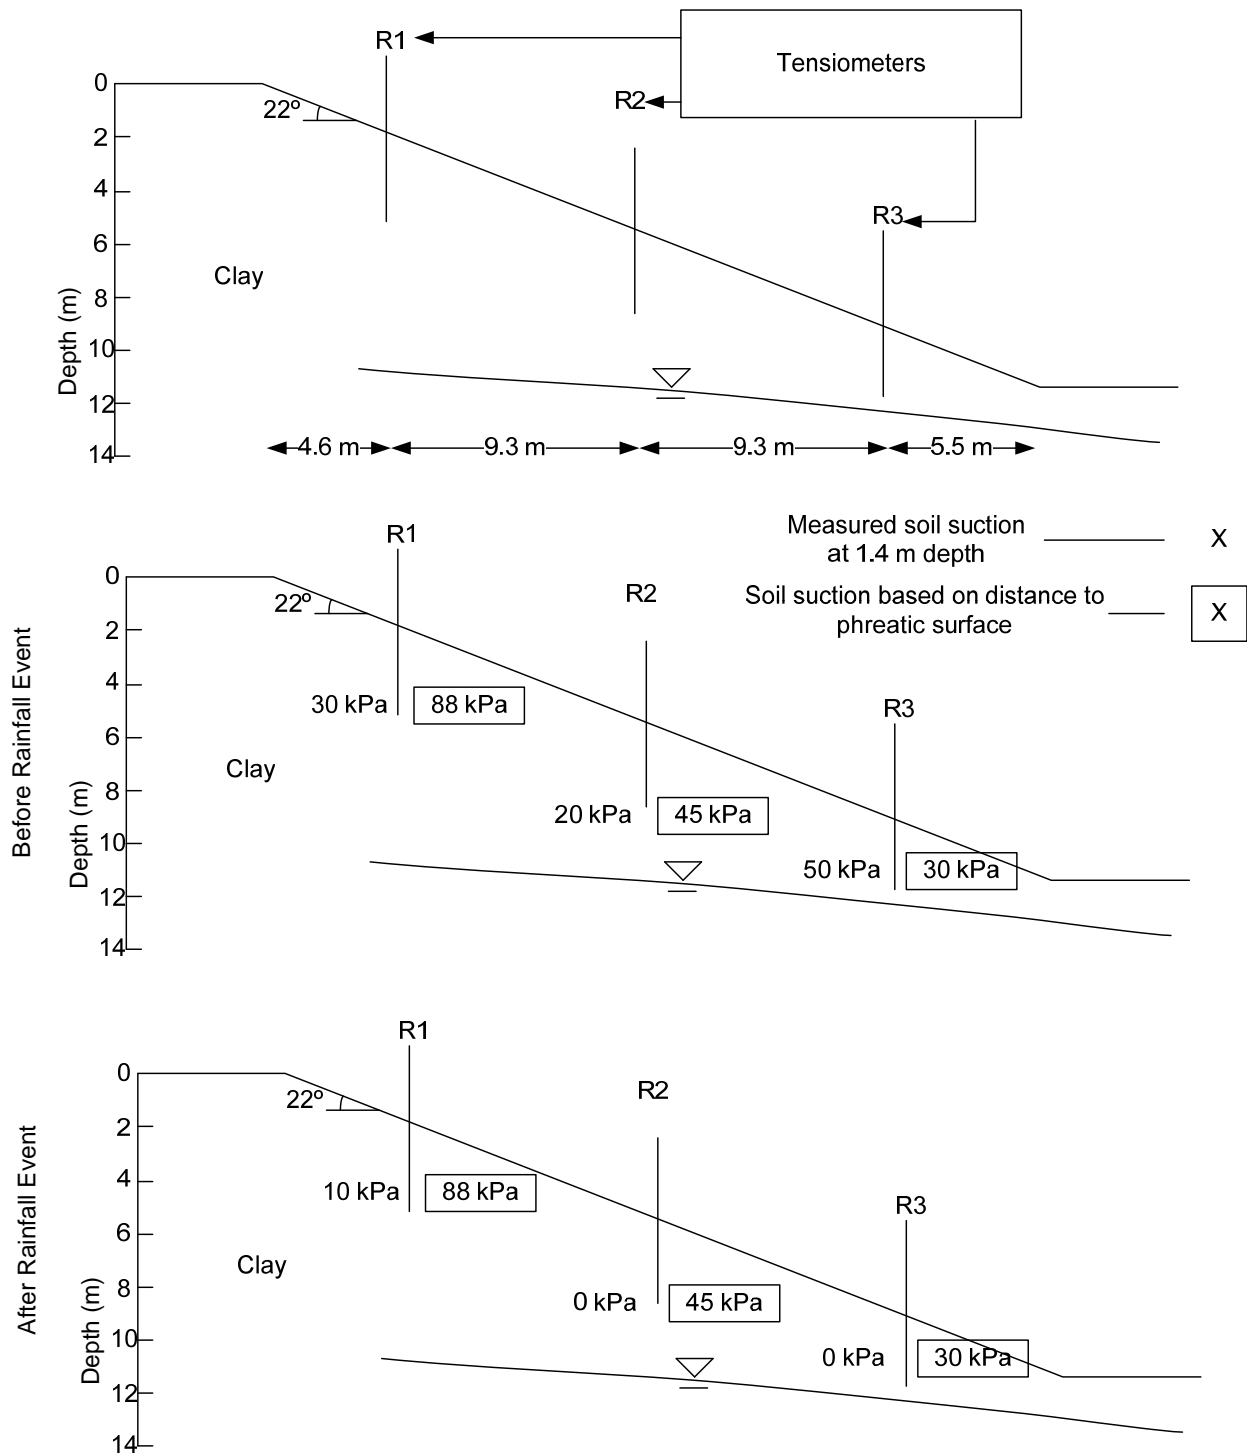 R1
Tensiometers
R2
R3
0
2
4
6
8
10
12
14
22º
Clay
Depth (m)
4.6 m
9.3 m
9.3 m
5.5 m
Before Rainfall Event
R1
R2
R3
Measured soil suction
at 1.4 m depth
X
Soil suction based on distance to
phreatic surface
X
0
2
4
6
8
10
12
14
22º
Clay
Depth (m)
30 kPa
88 kPa
20 kPa
45 kPa
50 kPa
30 kPa
After Rainfall Event
R1
R2
R3
0
2
4
6
8
10
12
14
22º
Clay
Depth (m)
10 kPa
88 kPa
0 kPa
45 kPa
0 kPa
30 kPa